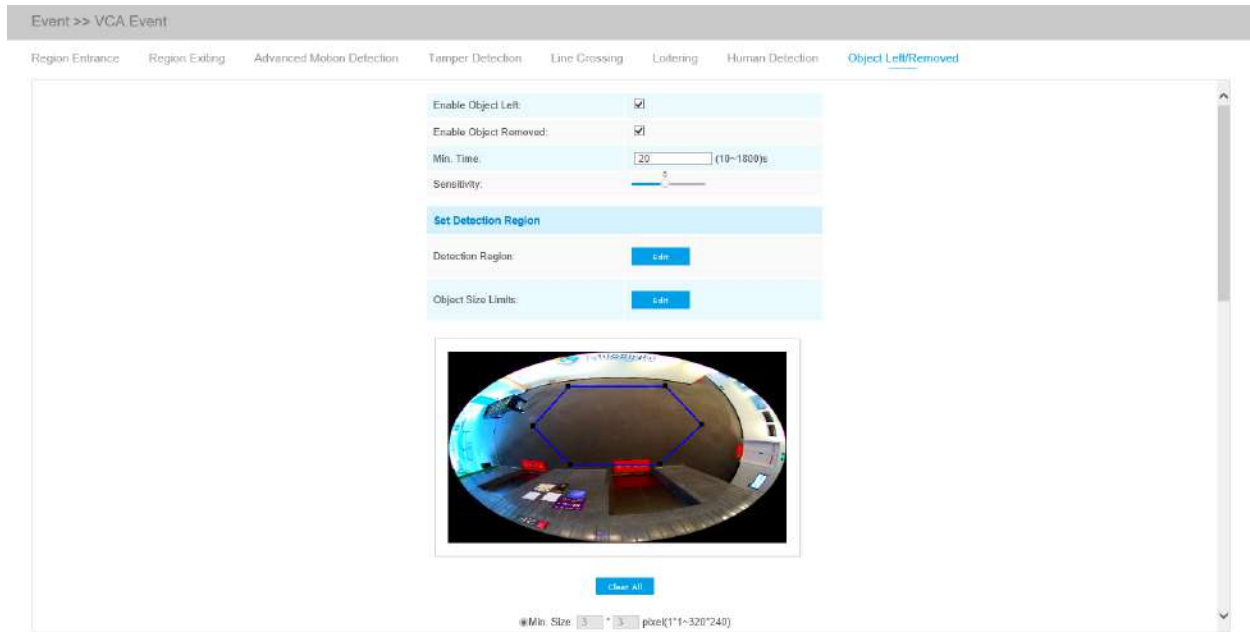 Event >> VCA Event
Region Entrance Region Exiting Advanced Motion Detection Tamper Detection Line Crossing Loitering Human Detection Object Left/Removed
Enable Object Left:
Enable Object Removed:
Min. Time: 20 (10~1800)s
Sensitivity:
Set Detection Region
Detection Region: Edit
Object Size Limits: Edit
Clear All
Min. Size 3 * 3 pixel(1*1~320*240)